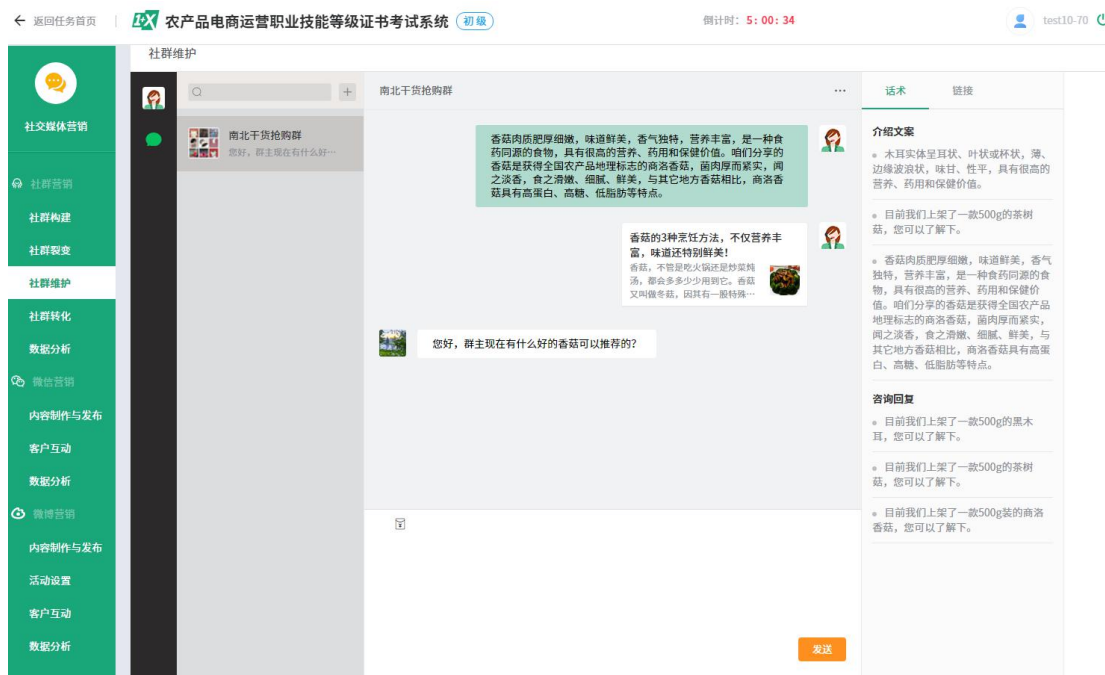 返回任务首页
1+X 农产品电商运营职业技能等级证书考试系统 初级
倒计时：5：00：34
test10-70
社交媒体营销
社群营销
社群构建
社群裂变
社群维护
社群转化
数据分析
微信营销
内容制作与发布
客户互动
数据分析
微博营销
内容制作与发布
活动设置
客户互动
数据分析
社群维护
南北干货抢购群
您好，群主现在有什么好…
南北干货抢购群
香菇肉质肥厚细嫩，味道鲜美，香气独特，营养丰富，是一种食
药同源的食物，具有很高的营养、药用和保健价值。咱们分享的
香菇是获得全国农产品地理标志的商洛香菇，菌肉厚而紧实，闻
之淡香，食之滑嫩、细腻、鲜美，与其它地方香菇相比，商洛香
菇具有高蛋白、高糖、低脂肪等特点。
香菇的3种烹饪方法，不仅营养丰
富，味道还特别鲜美！
香菇，不管是吃火锅还是炒菜炖
汤，都会多多少少用到它。香菇
又叫做冬菇，因其有一股特殊…
您好，群主现在有什么好的香菇可以推荐的？
发送
话术
链接
介绍文案
木耳实体呈耳状、叶状或杯状，薄、
边缘波浪状，味甘、性平，具有很高的
营养、药用和保健价值。
目前我们上架了一款500g的茶树
菇，您可以了解下。
香菇肉质肥厚细嫩，味道鲜美，香气
独特，营养丰富，是一种食药同源的食
物，具有很高的营养、药用和保健价
值。咱们分享的香菇是获得全国农产品
地理标志的商洛香菇，菌肉厚而紧实，
闻之淡香，食之滑嫩、细腻、鲜美，与
其它地方香菇相比，商洛香菇具有高蛋
白、高糖、低脂肪等特点。
咨询回复
目前我们上架了一款500g的黑木
耳，您可以了解下。
目前我们上架了一款500g的茶树
菇，您可以了解下。
目前我们上架了一款500g装的商洛
香菇，您可以了解下。